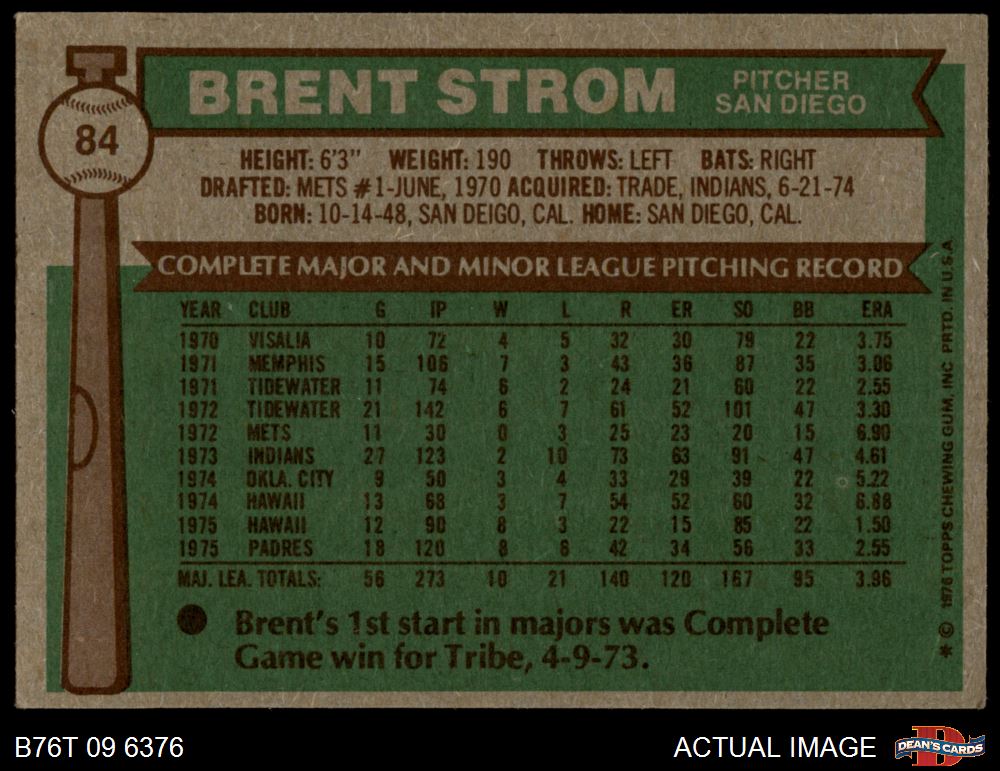 84
BRENT STROM
PITCHER
SAN DIEGO
HEIGHT: 6'3" WEIGHT: 190 THROWS: LEFT BATS: RIGHT
DRAFTED: METS #1-JUNE, 1970 ACQUIRED: TRADE, INDIANS, 6-21-74
BORN: 10-14-48, SAN DEIGO, CAL. HOME: SAN DIEGO, CAL.
COMPLETE MAJOR AND MINOR LEAGUE PITCHING RECORD
YEAR CLUB G IP W L R ER SO BB ERA
1970 VISALIA 10 72 4 5 32 30 79 22 3.75
1971 MEMPHIS 15 106 7 3 43 36 87 35 3.06
1971 TIDEWATER 11 74 6 2 24 21 60 22 2.55
1972 TIDEWATER 21 142 6 7 61 52 101 47 3.30
1972 METS 11 30 0 3 25 23 20 15 6.90
1973 INDIANS 27 123 2 10 73 63 91 47 4.61
1974 OKLA. CITY 9 50 3 4 33 29 39 22 5.22
1974 HAWAII 13 68 3 7 54 52 60 32 6.88
1975 HAWAII 12 90 8 3 22 15 85 22 1.50
1975 PADRES 18 120 8 8 42 34 56 33 2.55
MAJ. LEA. TOTALS: 56 273 10 21 140 120 167 95 3.96
Brent's 1st start in majors was Complete
Game win for Tribe, 4-9-73.
* © 1976 TOPPS CHEWING GUM, INC PRTD. IN U.S.A.
B76T 09 6376
ACTUAL IMAGE
DEAN'S CARDS